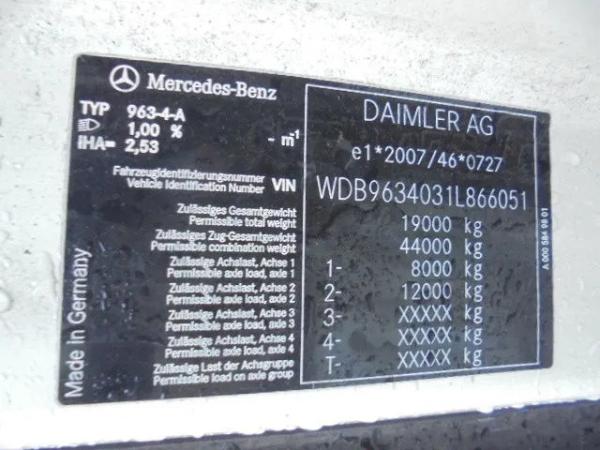 Mercedes-Benz
TYP 963-4-A
1,00 % - m-1
iHA= 2,53
DAIMLER AG
e1*2007/46*0727
Fahrzeugidentifizierungsnummer
Vehicle Identification Number VIN WDB9634031L866051
Zulässiges Gesamtgewicht
Permissible total weight 19000 kg
Zulässiges Zug-Gesamtgewicht
Permissible combination weight 44000 kg
Zulässige Achslast, Achse 1
Permissible axle load, axle 1 1- 8000 kg
Zulässige Achslast, Achse 2
Permissible axle load, axle 2 2- 12000 kg
Zulässige Achslast, Achse 3
Permissible axle load, axle 3 3- XXXXX kg
Zulässige Achslast, Achse 4
Permissible axle load, axle 4 4- XXXXX kg
Zulässige Last der Achsgruppe
Permissible load on axle group T- XXXXX kg
Made in Germany
A 000 584 98 01